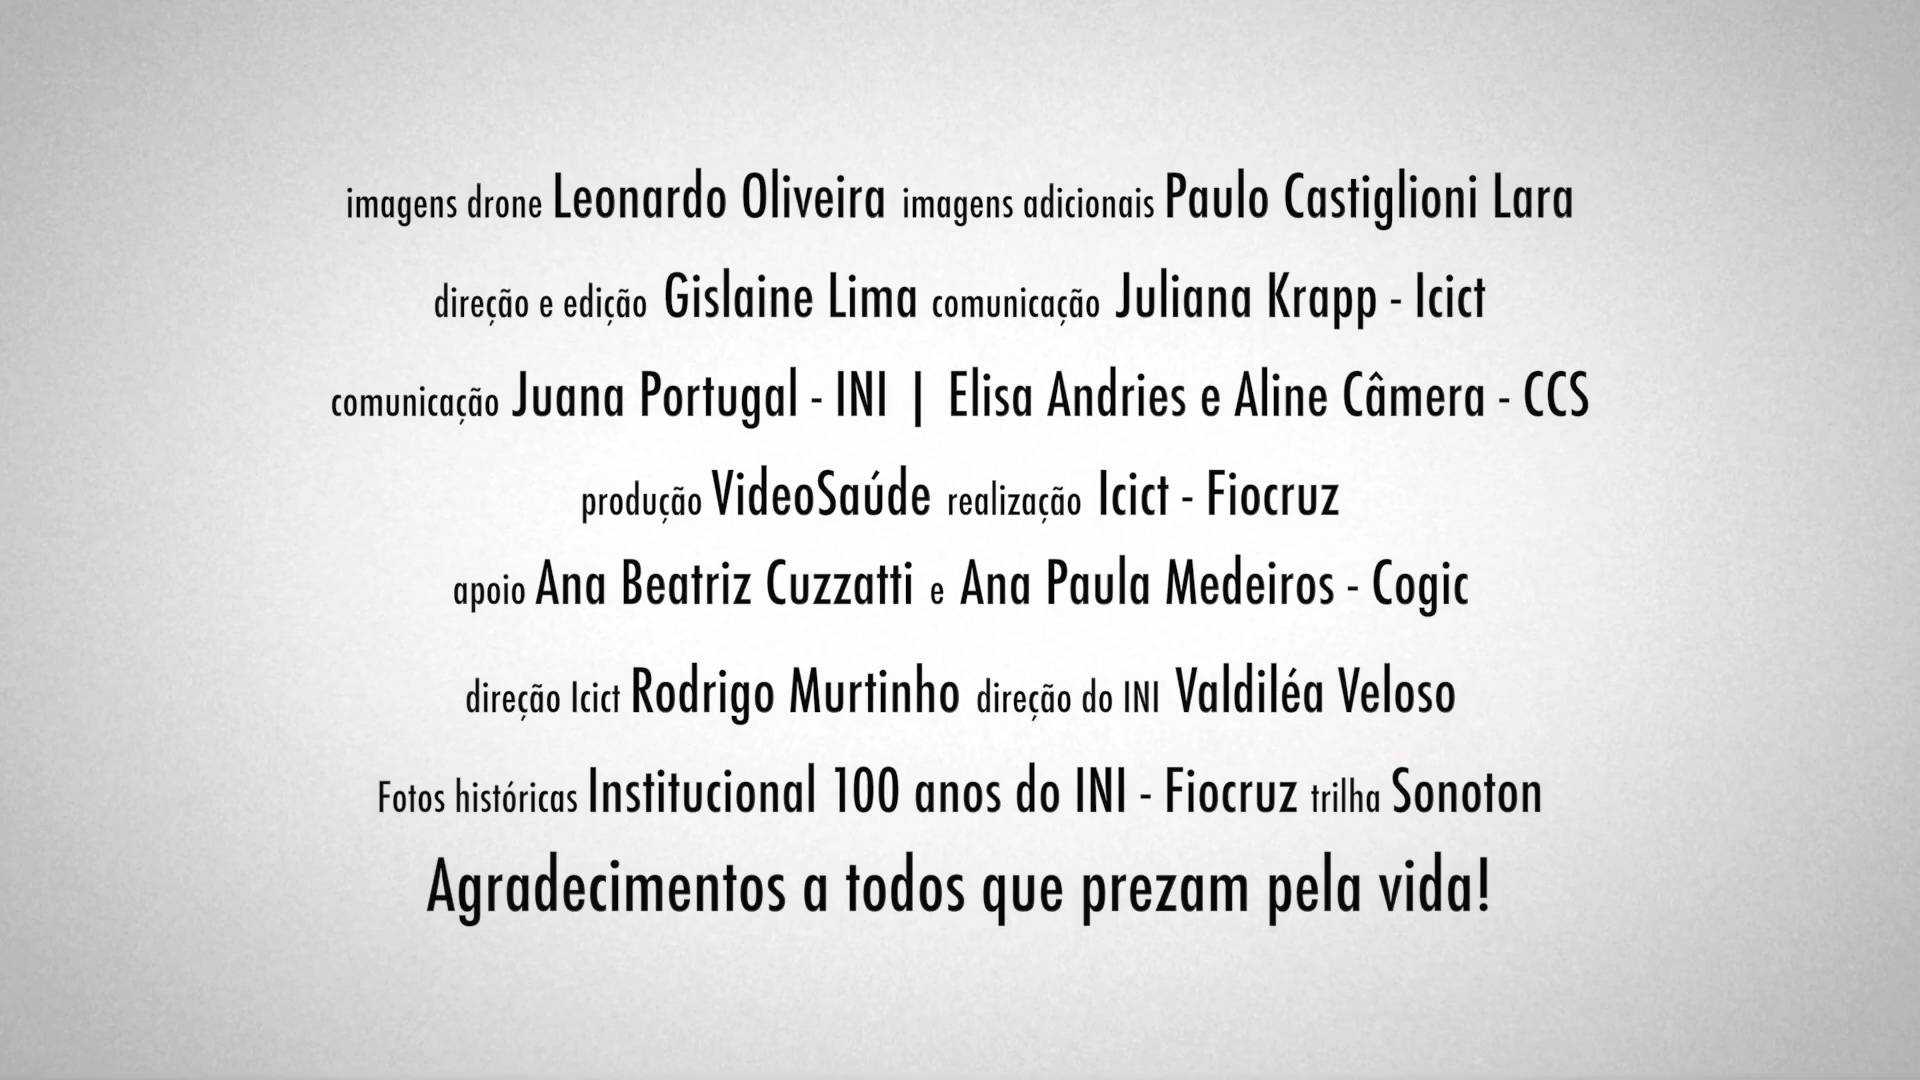 imagens drone Leonardo Oliveira imagens adicionais Paulo Castiglioni Lara
direção e edição Gislaine Lima comunicação Juliana Krapp - Icict
comunicação Juana Portugal - INI | Elisa Andries e Aline Câmera - CCS
produção VideoSaúde realização Icict - Fiocruz
apoio Ana Beatriz Cuzzatti e Ana Paula Medeiros - Cogic
direção Icict Rodrigo Murtinho direção do INI Valdiléa Veloso
Fotos históricas Institucional 100 anos do INI - Fiocruz trilha Sonoton
Agradecimentos a todos que prezam pela vida!